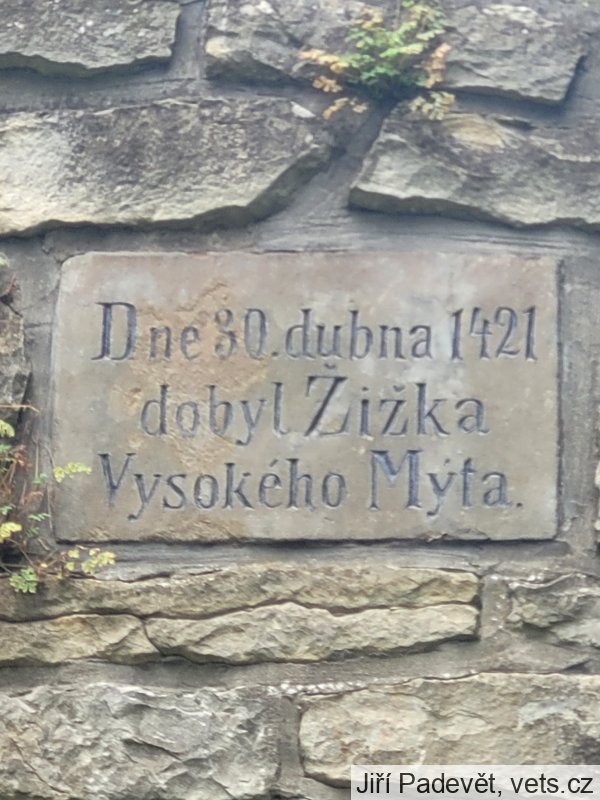 Dne 30. dubna 1421
dobyl Žižka
Vysokého Mýta.
Jiří Padevět, vets.cz